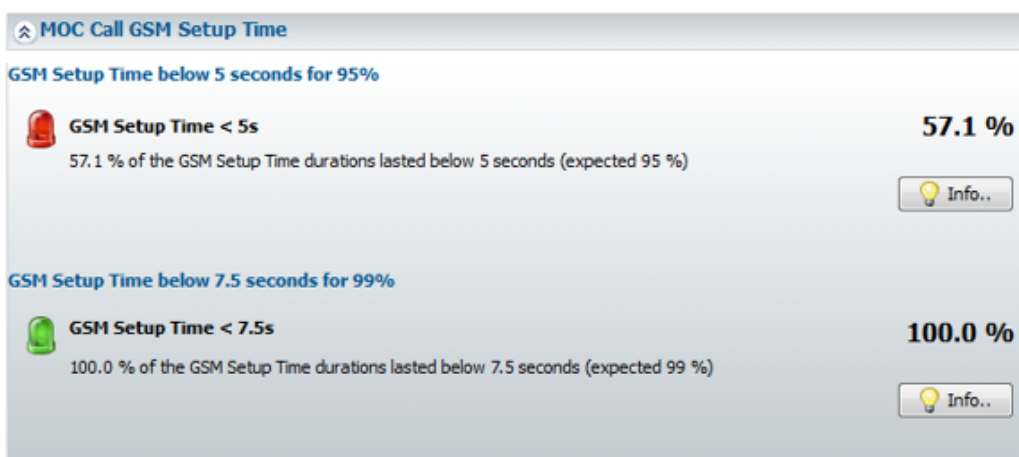 MOC Call GSM Setup Time
GSM Setup Time below 5 seconds for 95%
GSM Setup Time < 5s
57.1 %
57.1 % of the GSM Setup Time durations lasted below 5 seconds (expected 95 %)
Info..
GSM Setup Time below 7.5 seconds for 99%
GSM Setup Time < 7.5s
100.0 %
100.0 % of the GSM Setup Time durations lasted below 7.5 seconds (expected 99 %)
Info..